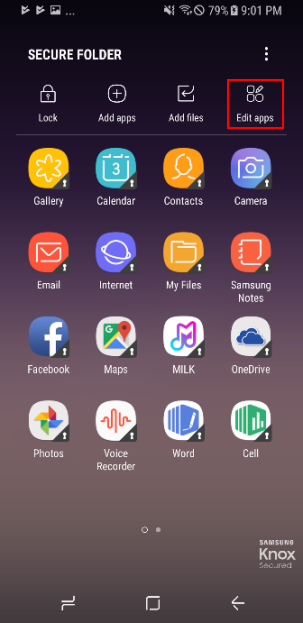 ... 79% 9:01 PM
SECURE FOLDER
Lock Add apps Add files Edit apps
3
Gallery Calendar Contacts Camera
Email Internet My Files Samsung
Notes
Facebook Maps MILK OneDrive
Photos Voice Word Cell
Recorder
SAMSUNG
Knox
Secured